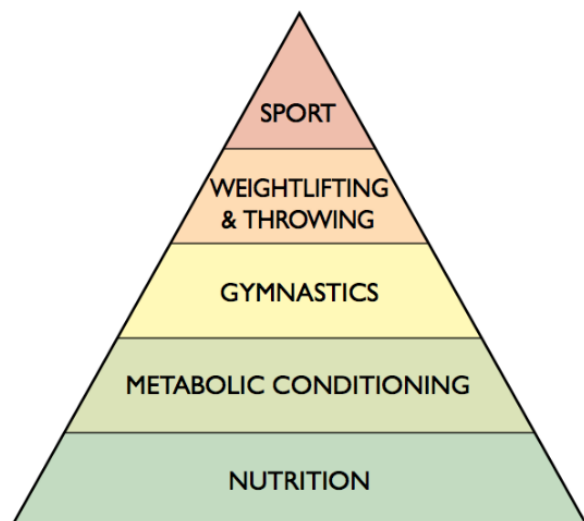 SPORT
WEIGHTLIFTING
& THROWING
GYMNASTICS
METABOLIC CONDITIONING
NUTRITION